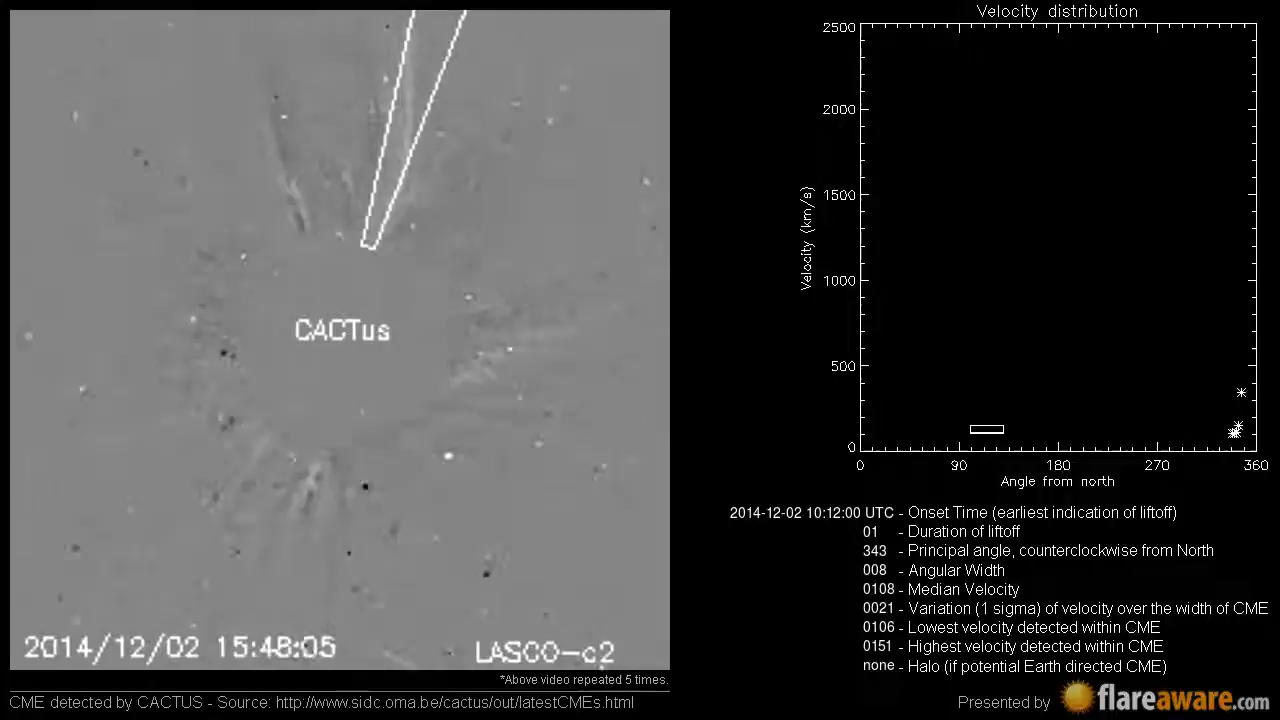 CACTus
2014/12/02 15:48:05
LASCO-c2
*Above video repeated 5 times.
CME detected by CACTUS - Source: http://www.sidc.oma.be/cactus/out/latestCMEs.html
Velocity distribution
Velocity (km/s)
2500
2000
1500
1000
500
0
0 90 180 270 360
Angle from north
2014-12-02 10:12:00 UTC - Onset Time (earliest indication of liftoff)
01 - Duration of liftoff
343 - Principal angle, counterclockwise from North
008 - Angular Width
0108 - Median Velocity
0021 - Variation (1 sigma) of velocity over the width of CME
0106 - Lowest velocity detected within CME
0151 - Highest velocity detected within CME
none - Halo (if potential Earth directed CME)
Presented by flareaware.com